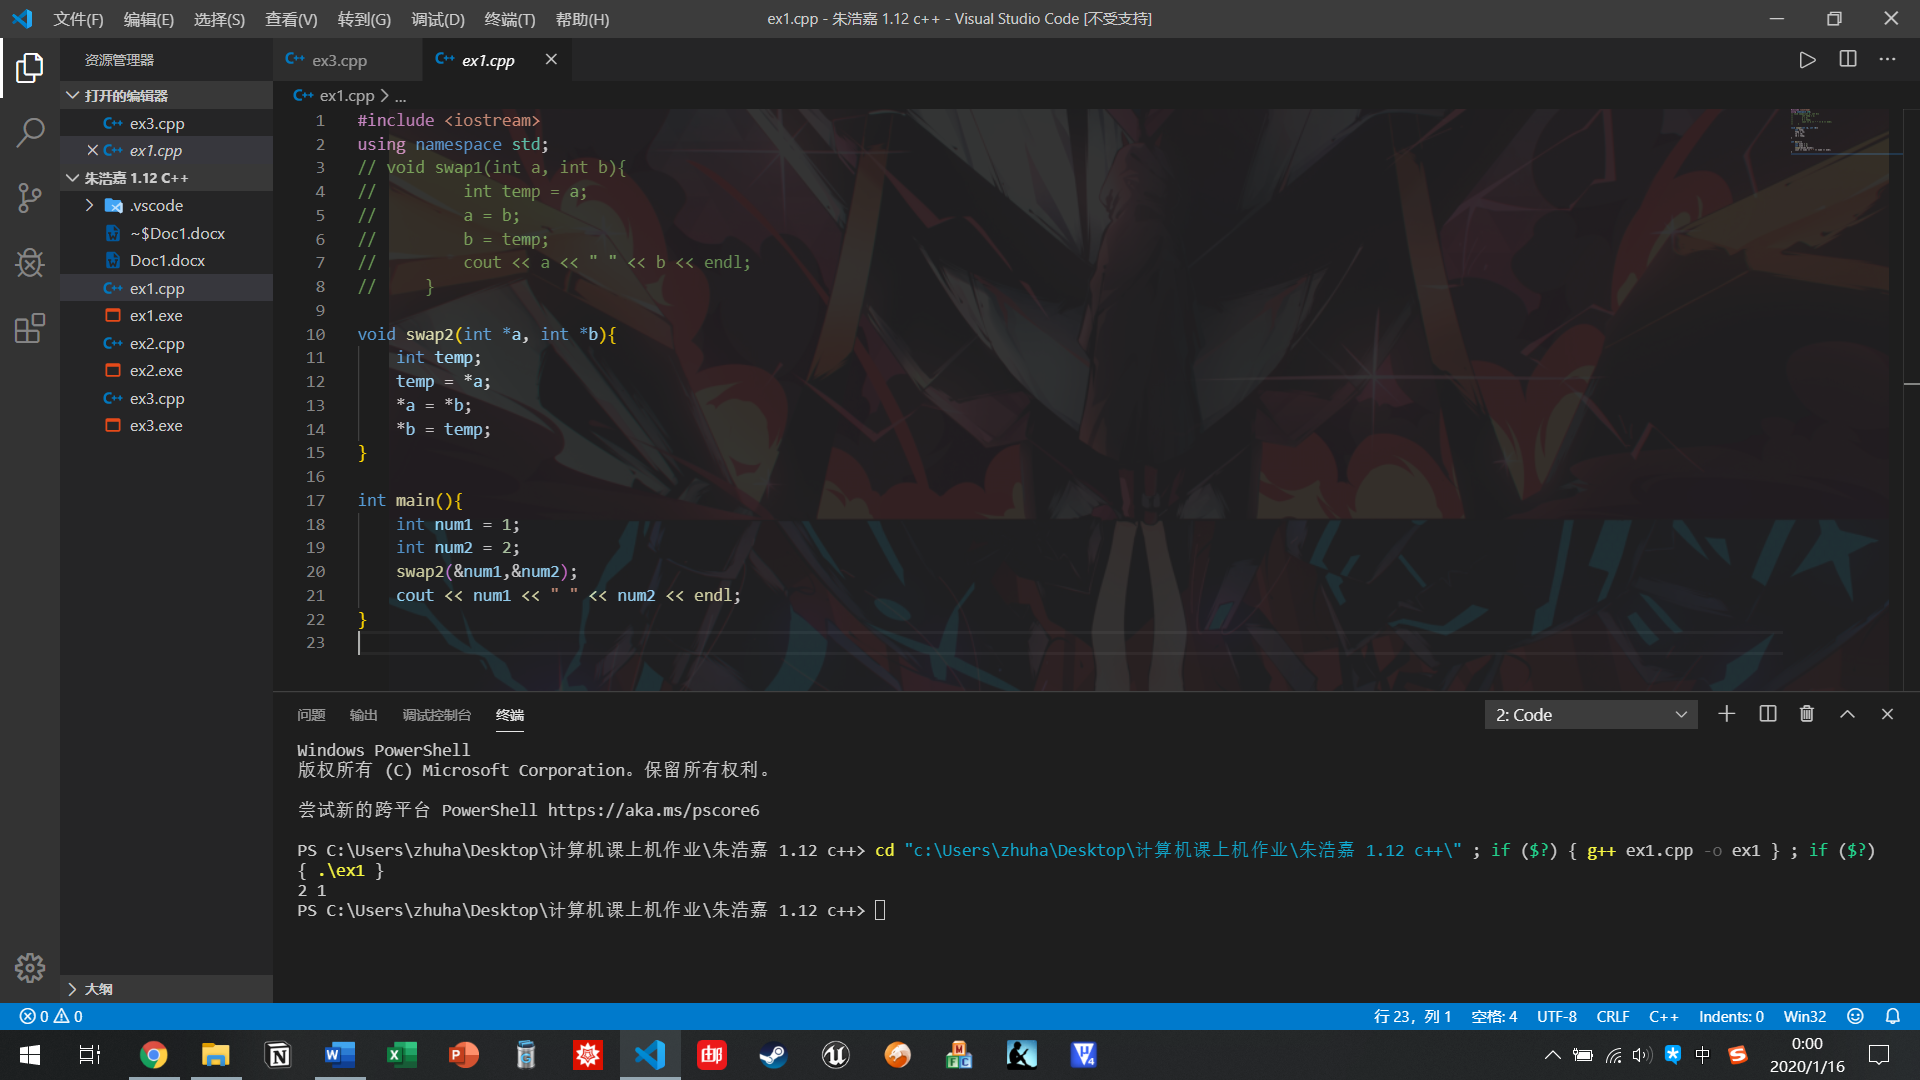 文件(F) 编辑(E) 选择(S) 查看(V) 转到(G) 调试(D) 终端(T) 帮助(H)
ex1.cpp - 朱浩嘉 1.12 c++ - Visual Studio Code [不受支持]
资源管理器
打开的编辑器
ex3.cpp
ex1.cpp
朱浩嘉 1.12 C++
.vscode
~$Doc1.docx
Doc1.docx
ex1.cpp
ex1.exe
ex2.cpp
ex2.exe
ex3.cpp
ex3.exe
大纲
ex3.cpp ex1.cpp
ex1.cpp > ...
1 #include <iostream>
2 using namespace std;
3 // void swap1(int a, int b){
4 //         int temp = a;
5 //         a = b;
6 //         b = temp;
7 //         cout << a << " " << b << endl;
8 //     }
9
10 void swap2(int *a, int *b){
11     int temp;
12     temp = *a;
13     *a = *b;
14     *b = temp;
15 }
16
17 int main(){
18     int num1 = 1;
19     int num2 = 2;
20     swap2(&num1,&num2);
21     cout << num1 << " " << num2 << endl;
22 }
23
问题 输出 调试控制台 终端
2: Code
Windows PowerShell
版权所有 (C) Microsoft Corporation。保留所有权利。
尝试新的跨平台 PowerShell https://aka.ms/pscore6
PS C:\Users\zhuha\Desktop\计算机课上机作业\朱浩嘉 1.12 c++> cd "c:\Users\zhuha\Desktop\计算机课上机作业\朱浩嘉 1.12 c++\" ; if ($?) { g++ ex1.cpp -o ex1 } ; if ($?)
{ .\ex1 }
2 1
PS C:\Users\zhuha\Desktop\计算机课上机作业\朱浩嘉 1.12 c++>
0 0
行 23，列 1 空格: 4 UTF-8 CRLF C++ Indents: 0 Win32
中
0:00
2020/1/16